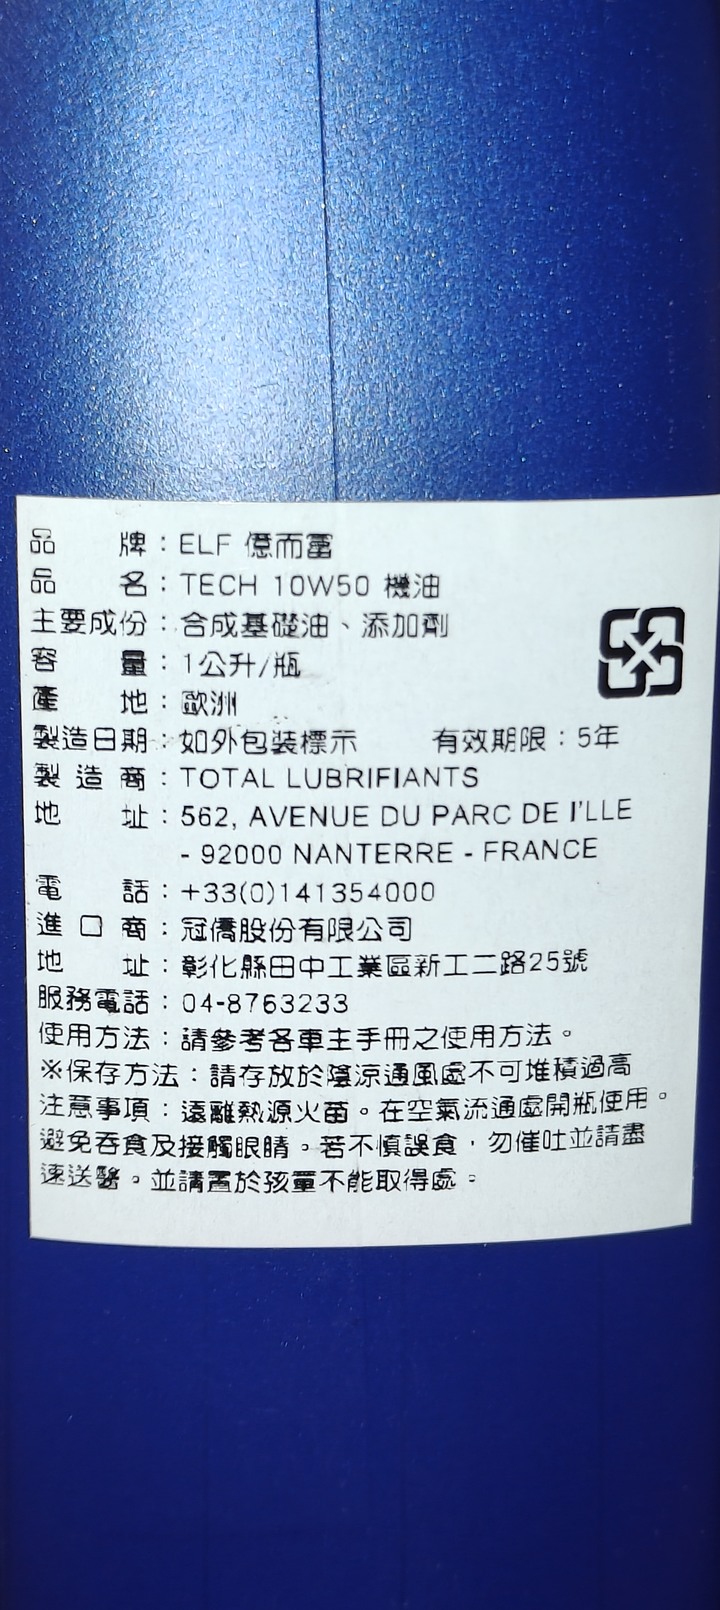 品牌：ELF 億而富
品名：TECH 10W50 機油
主要成份：合成基礎油、添加劑
容量：1公升/瓶
產地：歐洲
製造日期：如外包裝標示 有效期限：5年
製造商：TOTAL LUBRIFIANTS
地址：562, AVENUE DU PARC DE I'LLE
- 92000 NANTERRE - FRANCE
電話：+33(0)141354000
進口商：冠僑股份有限公司
地址：彰化縣田中工業區新工二路25號
服務電話：04-8763233
使用方法：請參考各車主手冊之使用方法。
※保存方法：請存放於陰涼通風處不可堆積過高
注意事項：遠離熱源火苗。在空氣流通處開瓶使用。
避免吞食及接觸眼睛。若不慎誤食，勿催吐並請盡
速送醫。並請置於孩童不能取得處。